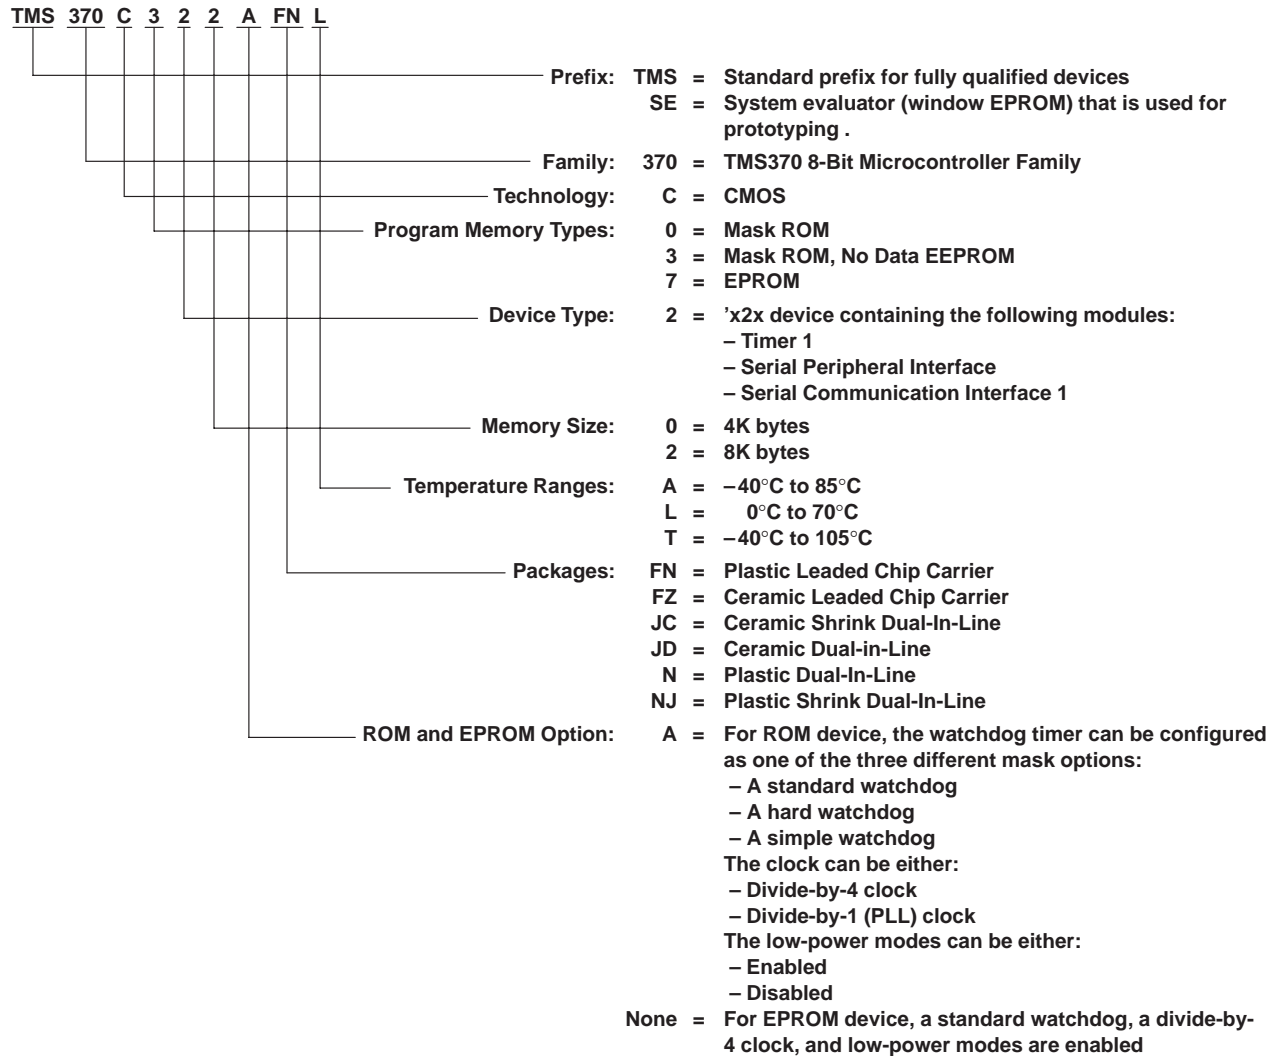 TMS 370 C 3 2 2 A FN L
Prefix: TMS = Standard prefix for fully qualified devices
SE = System evaluator (window EPROM) that is used for
prototyping .
Family: 370 = TMS370 8-Bit Microcontroller Family
Technology: C = CMOS
Program Memory Types: 0 = Mask ROM
3 = Mask ROM, No Data EEPROM
7 = EPROM
Device Type: 2 = ’x2x device containing the following modules:
– Timer 1
– Serial Peripheral Interface
– Serial Communication Interface 1
Memory Size: 0 = 4K bytes
2 = 8K bytes
Temperature Ranges: A = –40°C to 85°C
L = 0°C to 70°C
T = –40°C to 105°C
Packages: FN = Plastic Leaded Chip Carrier
FZ = Ceramic Leaded Chip Carrier
JC = Ceramic Shrink Dual-In-Line
JD = Ceramic Dual-in-Line
N = Plastic Dual-In-Line
NJ = Plastic Shrink Dual-In-Line
ROM and EPROM Option: A = For ROM device, the watchdog timer can be configured
as one of the three different mask options:
– A standard watchdog
– A hard watchdog
– A simple watchdog
The clock can be either:
– Divide-by-4 clock
– Divide-by-1 (PLL) clock
The low-power modes can be either:
– Enabled
– Disabled
None = For EPROM device, a standard watchdog, a divide-by-
4 clock, and low-power modes are enabled